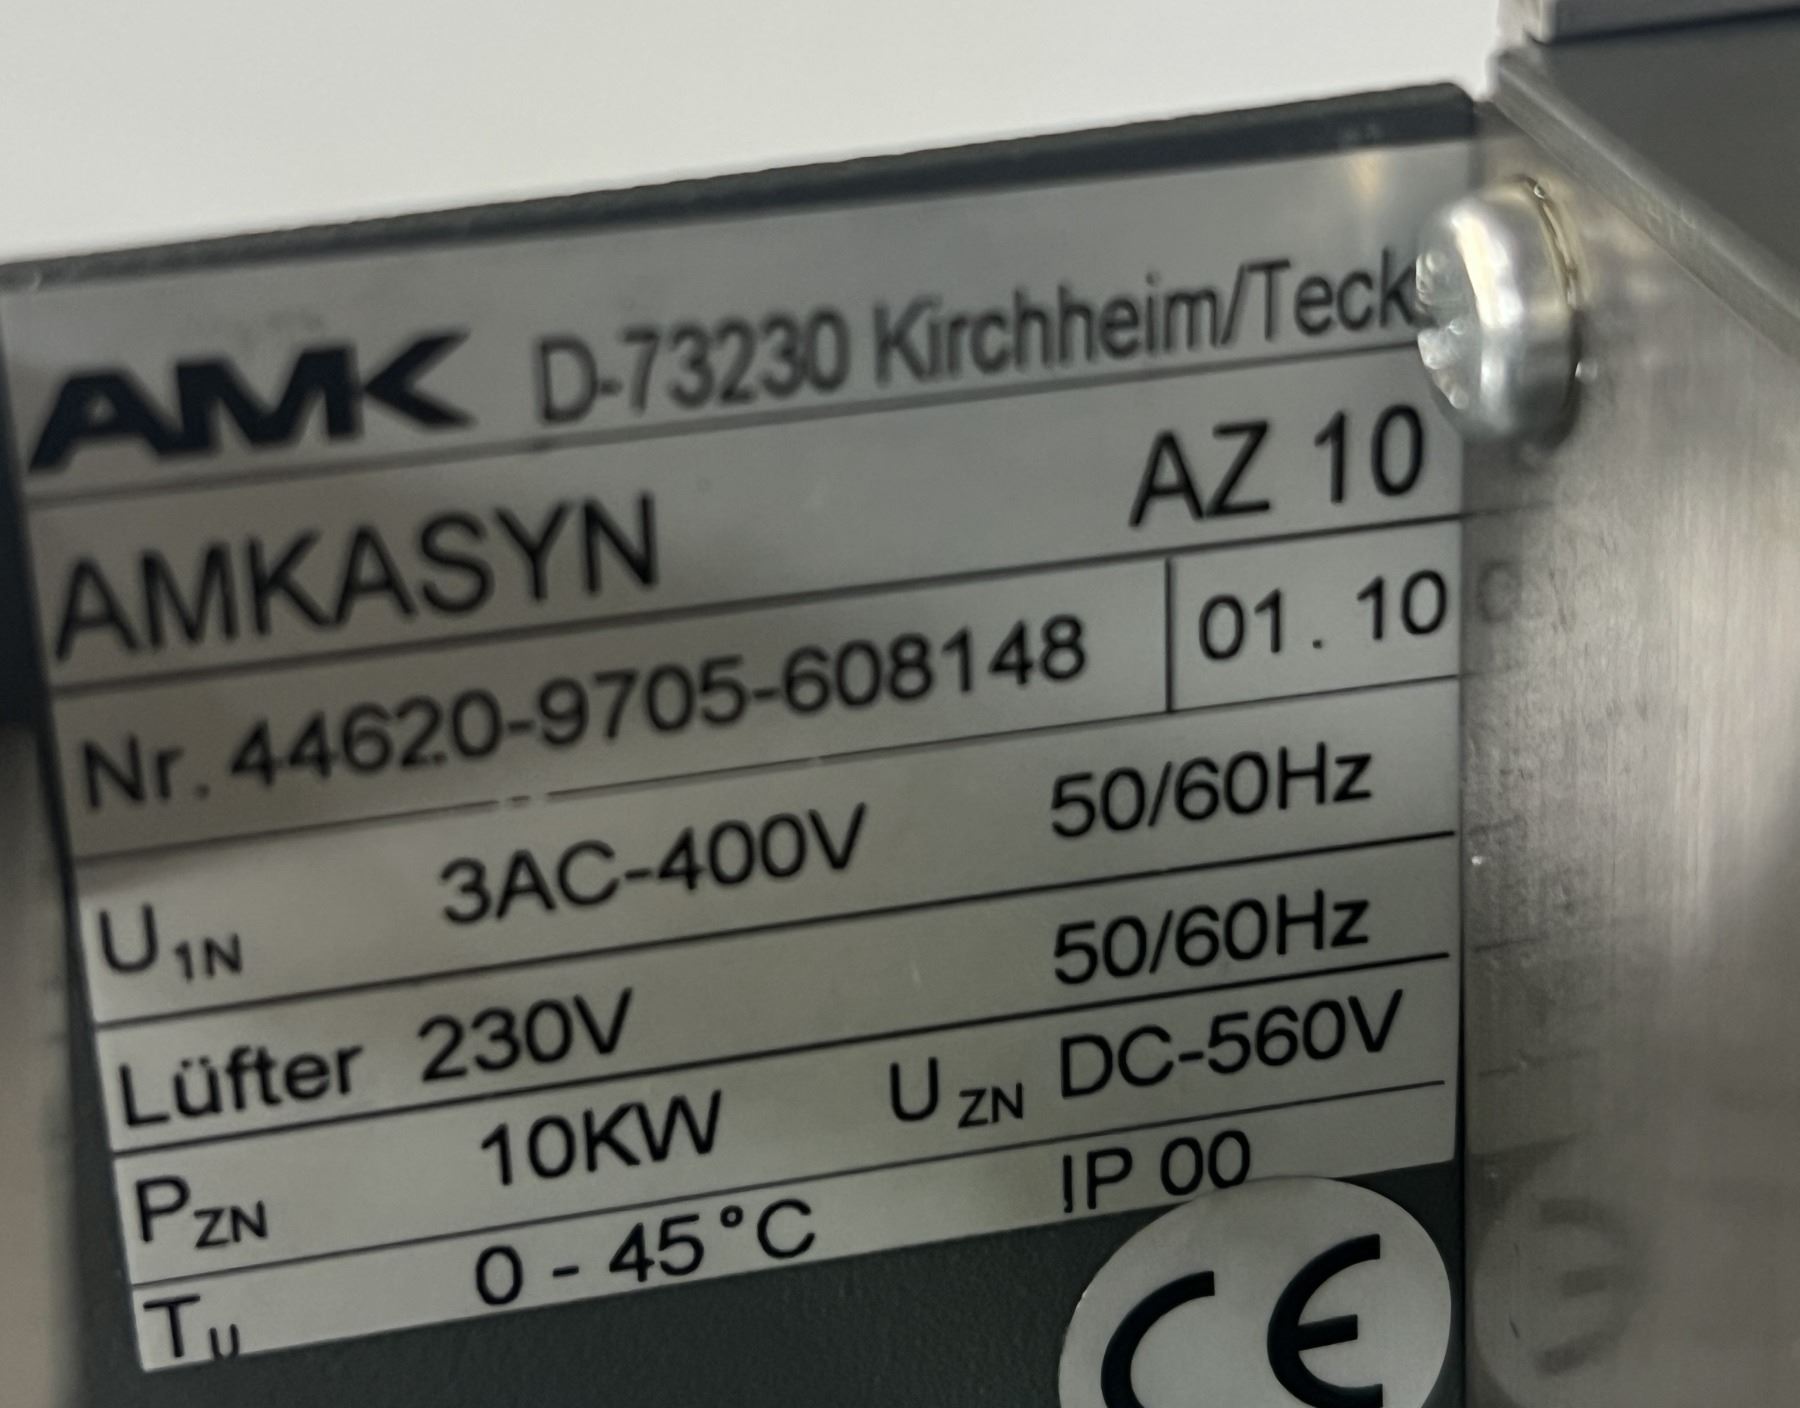 AMK D-73230 Kirchheim/Teck
AMKASYN AZ 10
Nr. 44620-9705-608148 01. 10
U1N 3AC-400V 50/60Hz
Lüfter 230V 50/60Hz
PZN 10KW UZN DC-560V
TU 0 - 45°C IP 00
CE